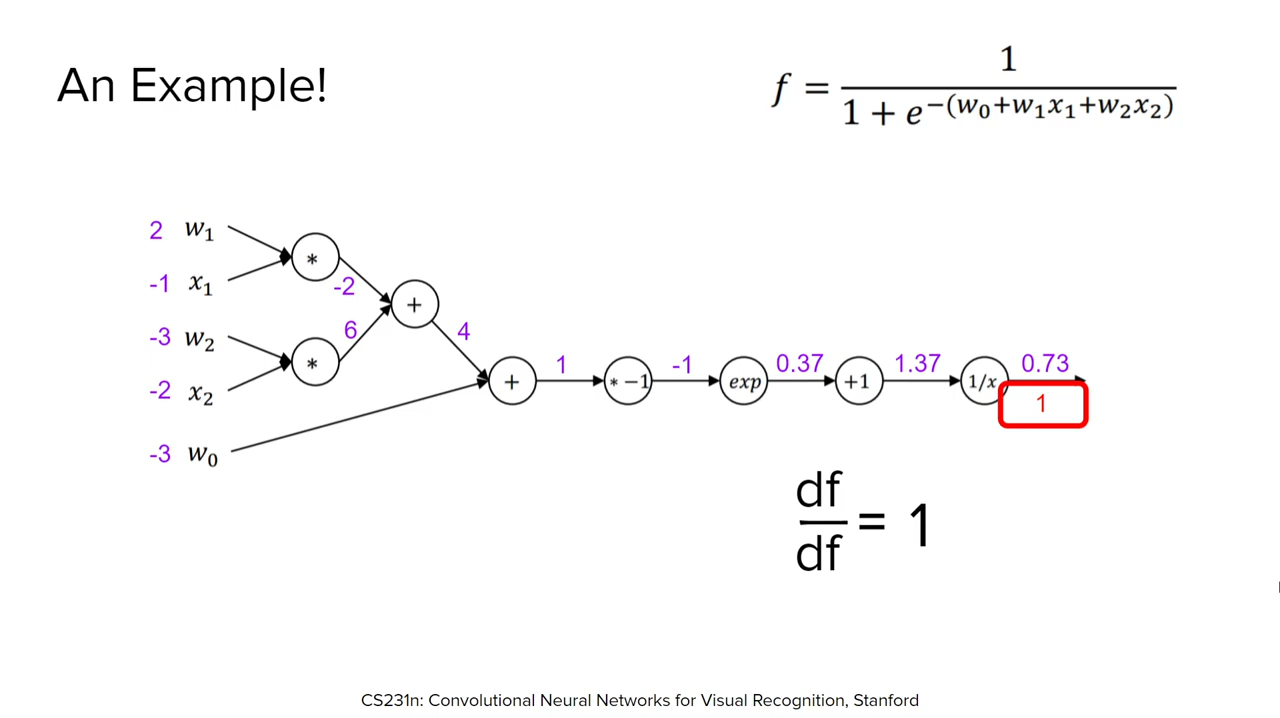 An Example!
f = 1 / (1 + e^−(w₀+w₁x₁+w₂x₂))
2 w₁
-1 x₁
-3 w₂
-2 x₂
-3 w₀
*
-2
*
6
+
4
+
1
* −1
-1
exp
0.37
+1
1.37
1/x
0.73
1
df
df
= 1
CS231n: Convolutional Neural Networks for Visual Recognition, Stanford